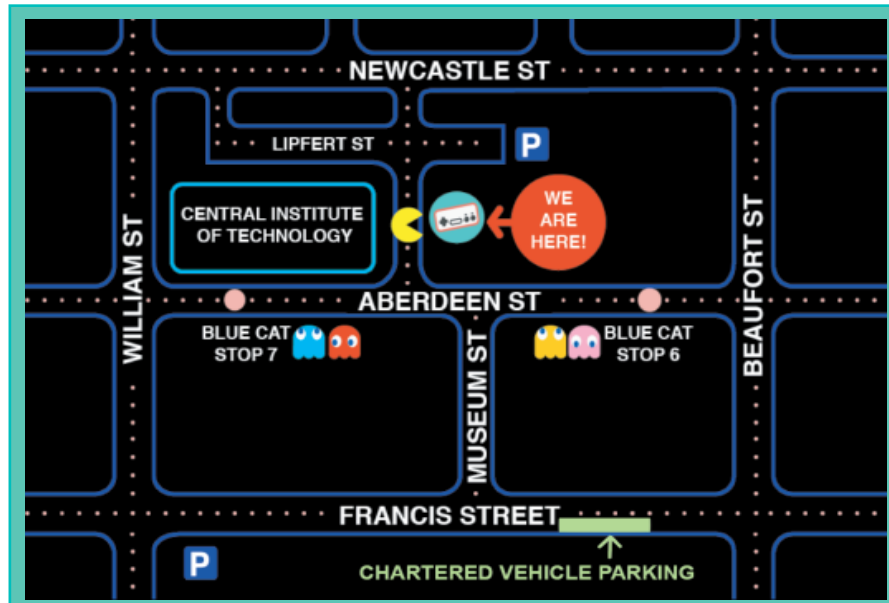 NEWCASTLE ST
LIPFERT ST
P
CENTRAL INSTITUTE
OF TECHNOLOGY
WE
ARE
HERE!
WILLIAM ST
BEAUFORT ST
ABERDEEN ST
BLUE CAT
STOP 7
MUSEUM ST
BLUE CAT
STOP 6
FRANCIS STREET
P
CHARTERED VEHICLE PARKING